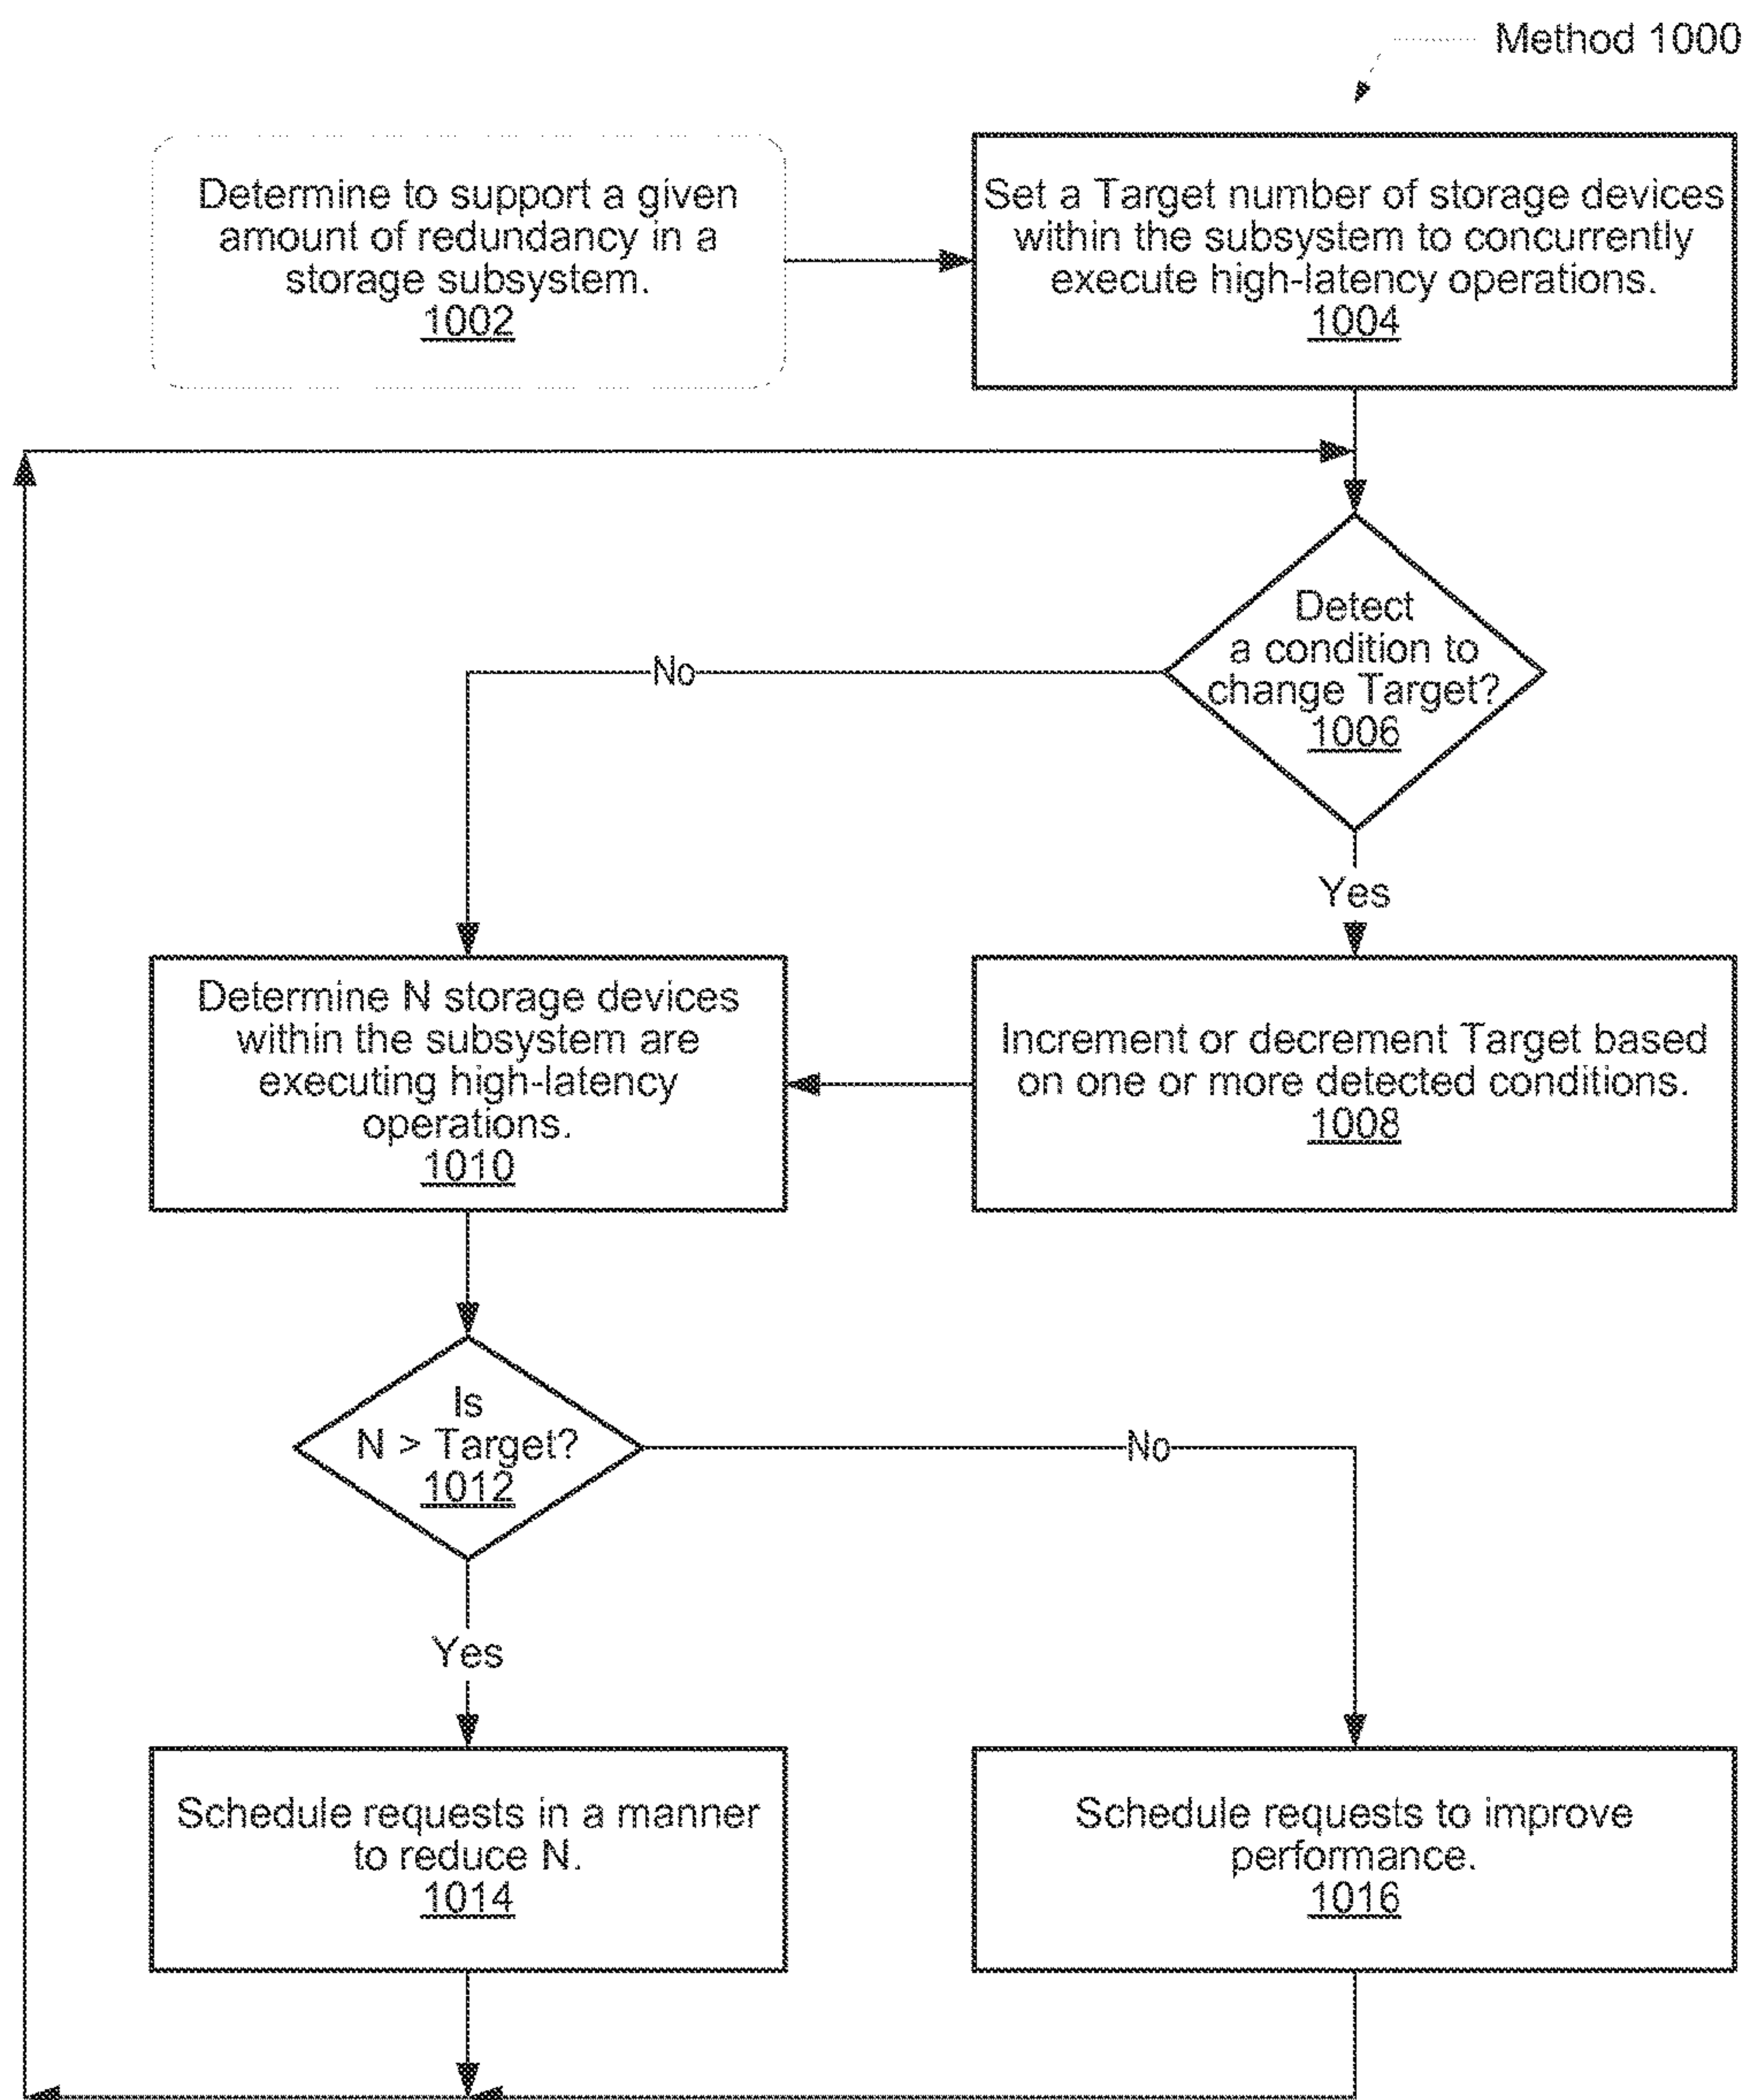 Method 1000
Determine to support a given
amount of redundancy in a
storage subsystem.
1002
Set a Target number of storage devices
within the subsystem to concurrently
execute high-latency operations.
1004
Detect
a condition to
change Target?
1006
No
Yes
Determine N storage devices
within the subsystem are
executing high-latency
operations.
1010
Increment or decrement Target based
on one or more detected conditions.
1008
Is
N > Target?
1012
No
Yes
Schedule requests in a manner
to reduce N.
1014
Schedule requests to improve
performance.
1016